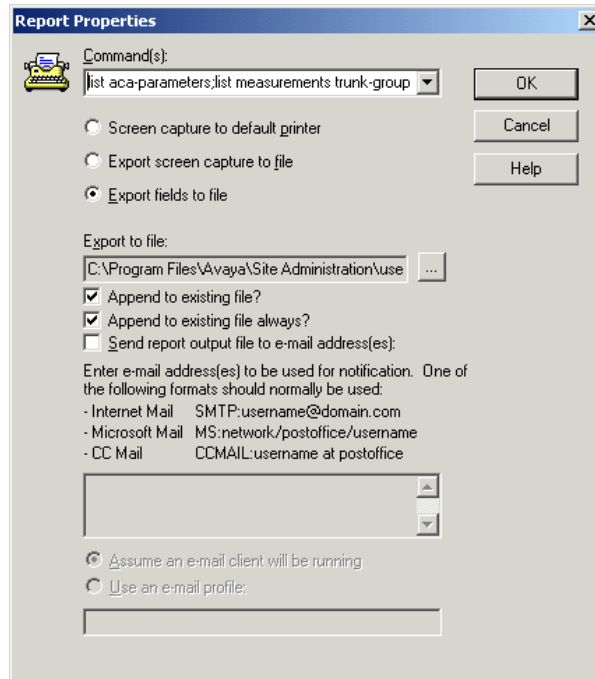 Report Properties
Command(s):
list aca-parameters;list measurements trunk-group
OK
Screen capture to default printer
Cancel
Export screen capture to file
Help
Export fields to file
Export to file:
C:\Program Files\Avaya\Site Administration\use
...
Append to existing file?
Append to existing file always?
Send report output file to e-mail address(es):
Enter e-mail address(es) to be used for notification. One of
the following formats should normally be used:
- Internet Mail SMTP:username@domain.com
- Microsoft Mail MS:network/postoffice/username
- CC Mail CCMAIL:username at postoffice
Assume an e-mail client will be running
Use an e-mail profile: